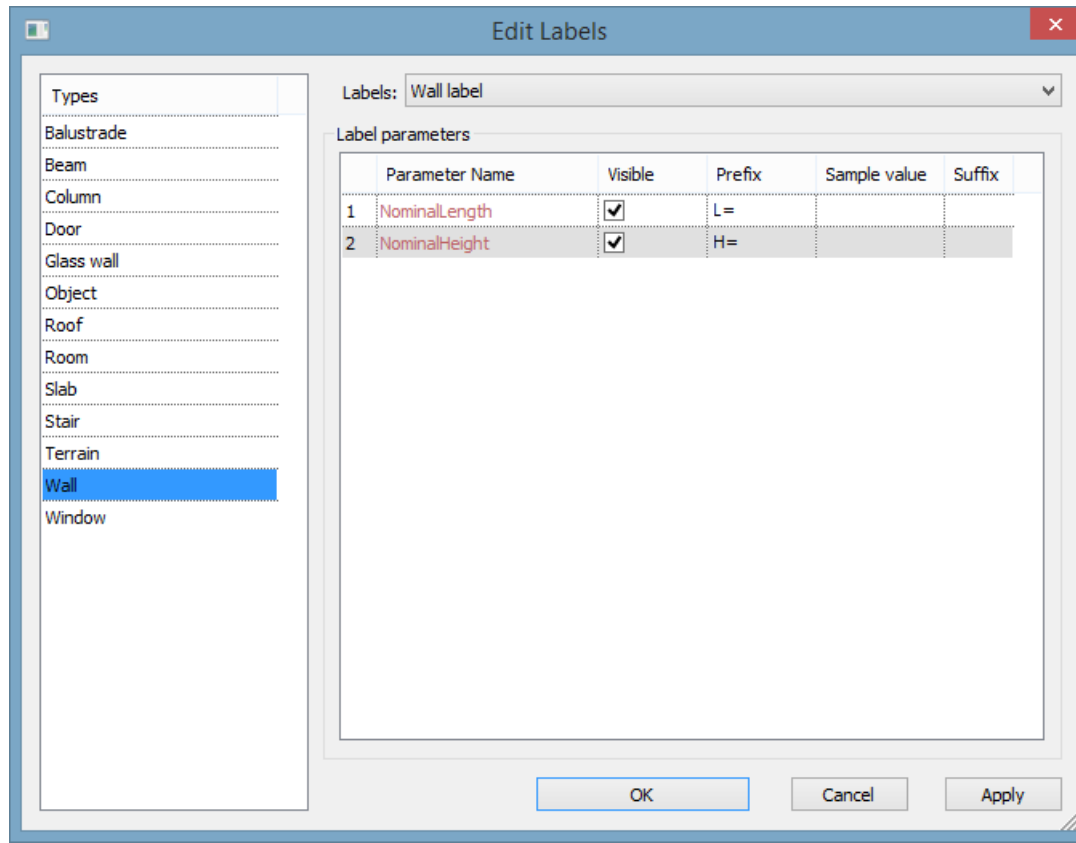 Edit Labels
Types
Balustrade
Beam
Column
Door
Glass wall
Object
Roof
Room
Slab
Stair
Terrain
Wall
Window
Labels: Wall label
Label parameters
Parameter Name Visible Prefix Sample value Suffix
1 NominalLength L=
2 NominalHeight H=
OK Cancel Apply